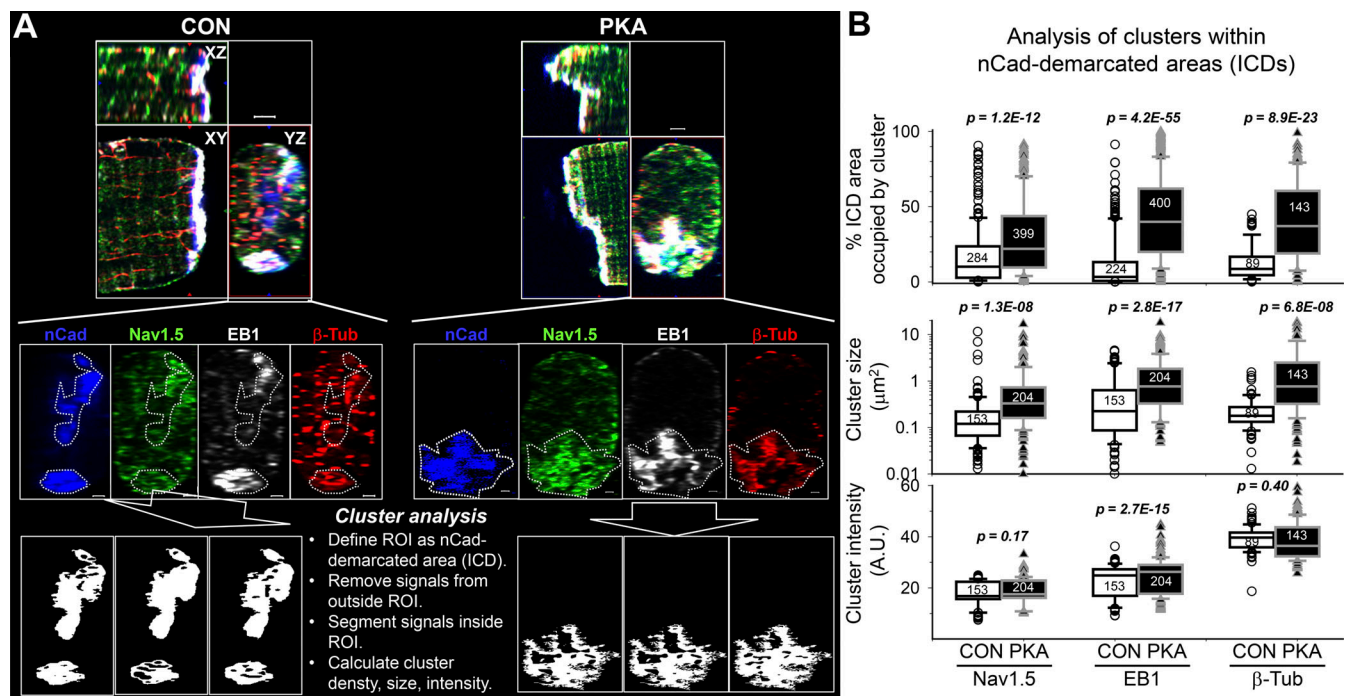 A
CON
PKA
XZ
XY
YZ
nCad
Nav1.5
EB1
β-Tub
nCad
Nav1.5
EB1
β-Tub
Cluster analysis
• Define ROI as nCad-
demarcated area (ICD).
• Remove signals from
outside ROI.
• Segment signals inside
ROI.
• Calculate cluster
densty, size, intensity.
B
Analysis of clusters within
nCad-demarcated areas (ICDs)
% ICD area
occupied by cluster
100
50
0
p = 1.2E-12
p = 4.2E-55
p = 8.9E-23
284
399
224
400
89
143
Cluster size
(µm²)
10
1
0.1
0.01
p = 1.3E-08
p = 2.8E-17
p = 6.8E-08
153
204
153
204
89
143
Cluster intensity
(A.U.)
60
40
20
p = 0.17
p = 2.7E-15
p = 0.40
153
204
153
204
89
143
CON PKA
CON PKA
CON PKA
Nav1.5
EB1
β-Tub